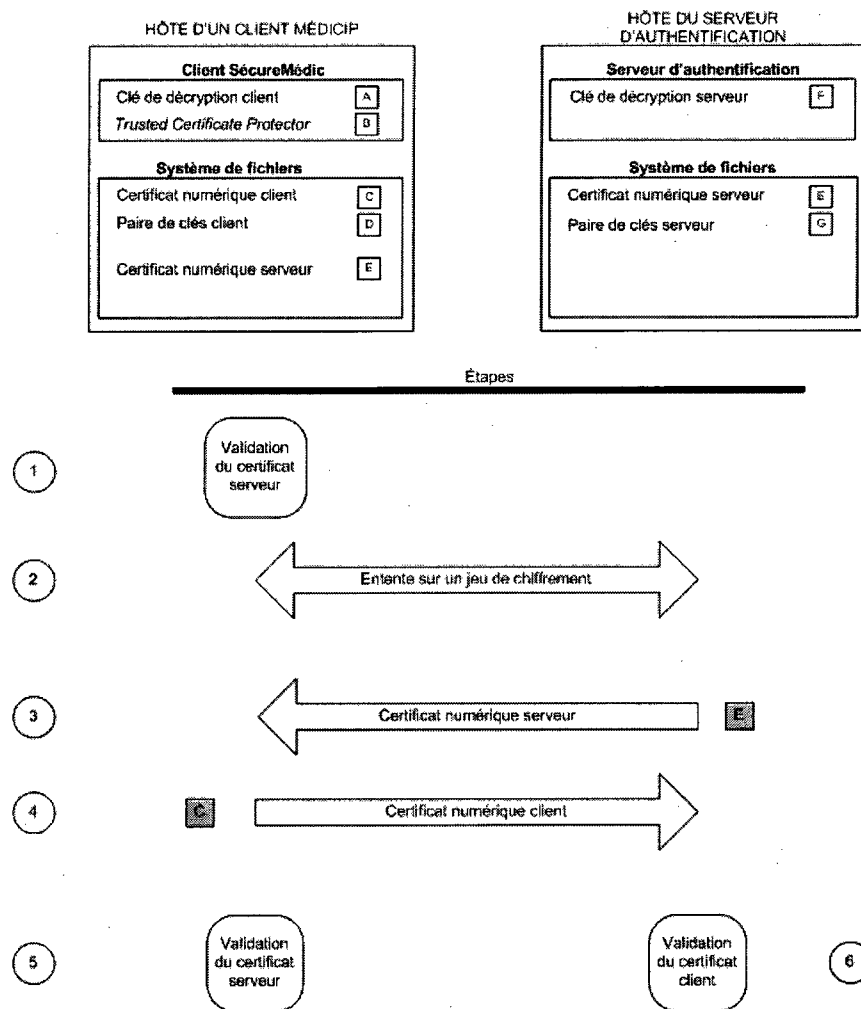 HÔTE D'UN CLIENT MÉDICIP
HÔTE DU SERVEUR
D'AUTHENTIFICATION
Client SécureMédic
Clé de décryption client A
Trusted Certificate Protector B
Système de fichiers
Certificat numérique client C
Paire de clés client D
Certificat numérique serveur E
Serveur d'authentification
Clé de décryption serveur F
Système de fichiers
Certificat numérique serveur E
Paire de clés serveur G
Étapes
1
Validation
du certificat
serveur
2
Entente sur un jeu de chiffrement
3
Certificat numérique serveur
E
4
C
Certificat numérique client
5
Validation
du certificat
serveur
Validation
du certificat
client
6